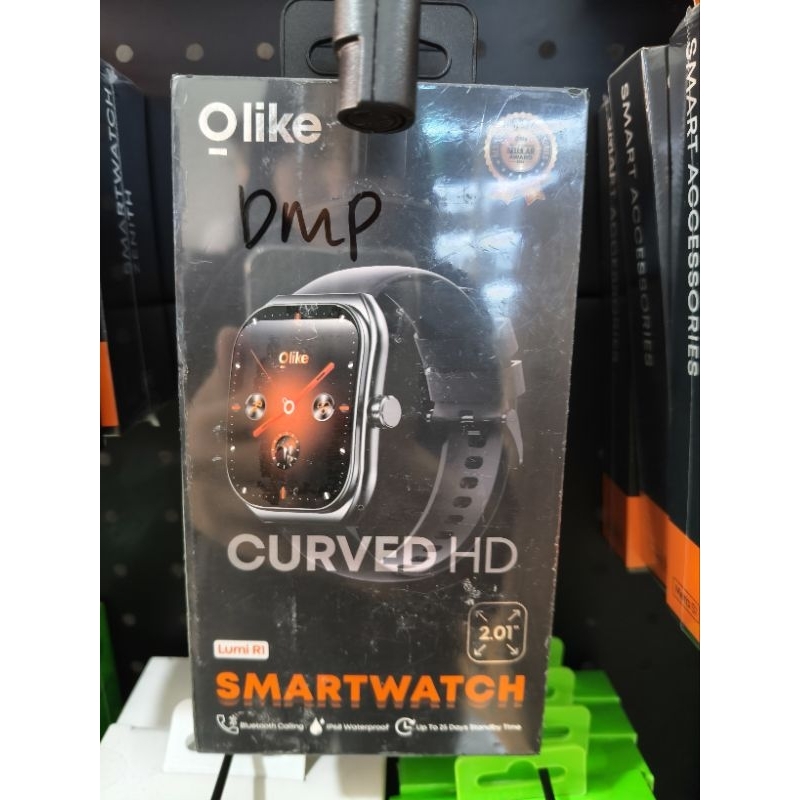 Olike
DMP
Olike
CURVED HD
2.01"
Lumi R1
SMARTWATCH
Bluetooth Calling
IP68 Waterproof
Up To 25 Days Standby Time
SMARTWATCH
ZENITH
SMART ACCESSORIES
SMART ACCESSORIES